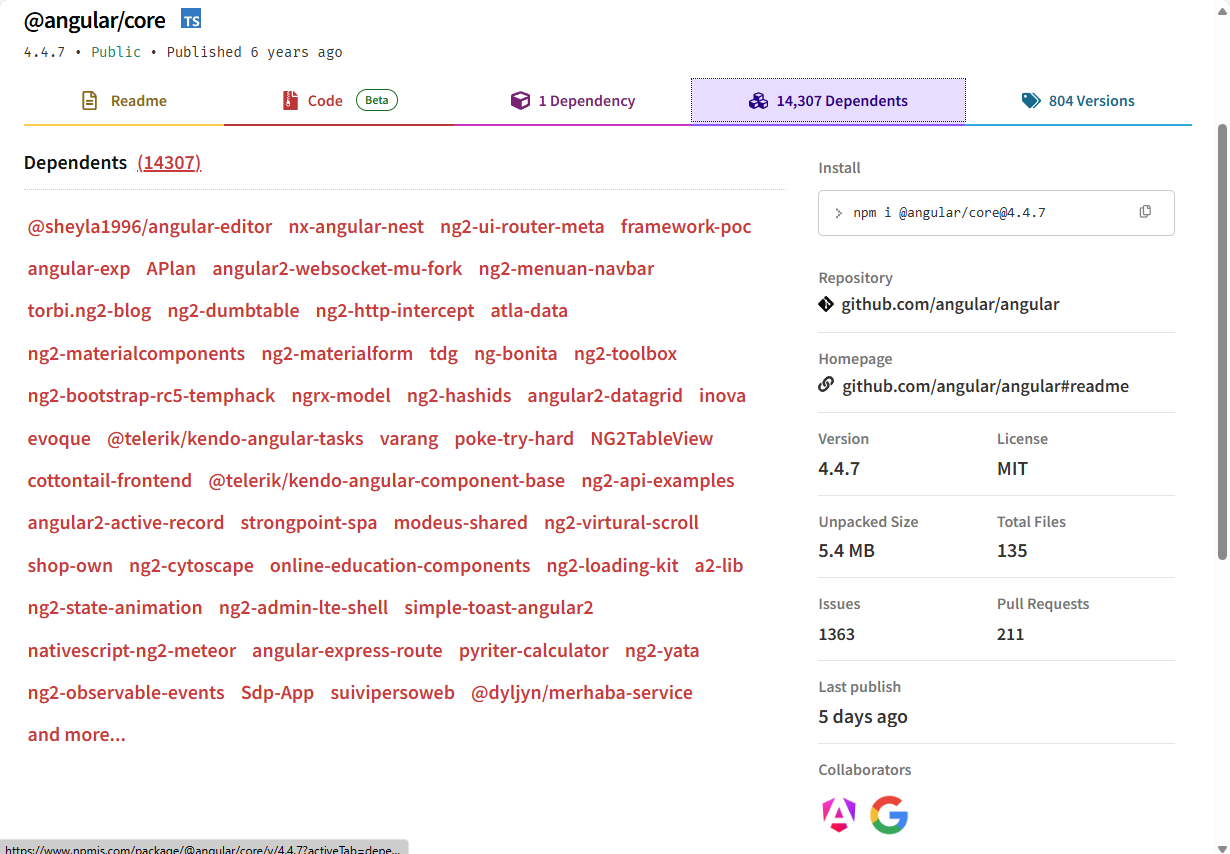 @angular/core TS
4.4.7 • Public • Published 6 years ago
Readme
Code Beta
1 Dependency
14,307 Dependents
804 Versions
Dependents (14307)
@sheyla1996/angular-editor nx-angular-nest ng2-ui-router-meta framework-poc
angular-exp APlan angular2-websocket-mu-fork ng2-menuan-navbar
torbi.ng2-blog ng2-dumbtable ng2-http-intercept atla-data
ng2-materialcomponents ng2-materialform tdg ng-bonita ng2-toolbox
ng2-bootstrap-rc5-temphack ngrx-model ng2-hashids angular2-datagrid inova
evoque @telerik/kendo-angular-tasks varang poke-try-hard NG2TableView
cottontail-frontend @telerik/kendo-angular-component-base ng2-api-examples
angular2-active-record strongpoint-spa modeus-shared ng2-virtural-scroll
shop-own ng2-cytoscape online-education-components ng2-loading-kit a2-lib
ng2-state-animation ng2-admin-lte-shell simple-toast-angular2
nativescript-ng2-meteor angular-express-route pyriter-calculator ng2-yata
ng2-observable-events Sdp-App suivipersoweb @dyljyn/merhaba-service
and more...
Install
npm i @angular/core@4.4.7
Repository
github.com/angular/angular
Homepage
github.com/angular/angular#readme
Version
4.4.7
License
MIT
Unpacked Size
5.4 MB
Total Files
135
Issues
1363
Pull Requests
211
Last publish
5 days ago
Collaborators
https://www.npmjs.com/package/@angular/core/v/4.4.7?activeTab=depe...